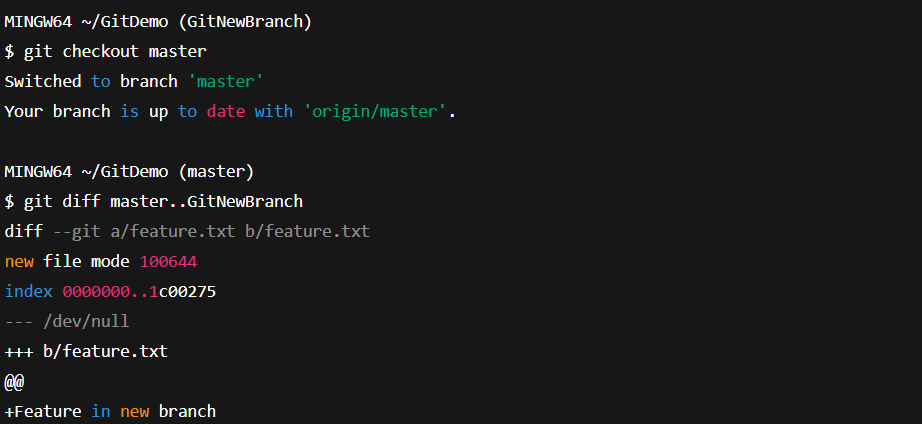 MINGW64 ~/GitDemo (GitNewBranch)
$ git checkout master
Switched to branch 'master'
Your branch is up to date with 'origin/master'.
MINGW64 ~/GitDemo (master)
$ git diff master..GitNewBranch
diff --git a/feature.txt b/feature.txt
new file mode 100644
index 0000000..1c00275
--- /dev/null
+++ b/feature.txt
@@
+Feature in new branch